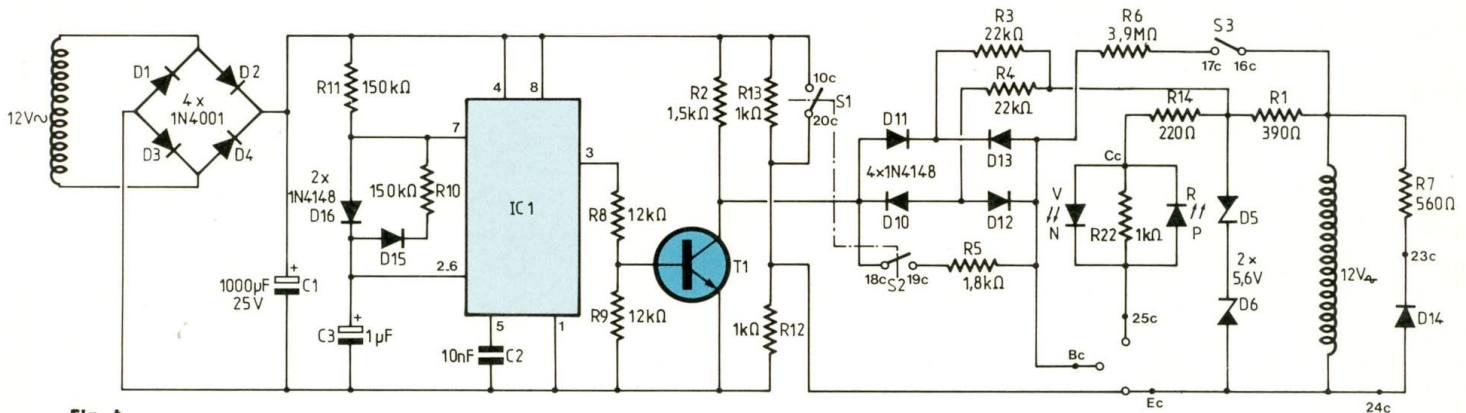 12V~
D1
D2
4 x
1N4001
D3
D4
1000µF
25V
+
C1
R11
150kΩ
2x
1N4148
D16
150kΩ
R10
D15
C3
+
1µF
4
8
7
3
2.6
5
1
IC1
10nF
C2
R8
12kΩ
R9
12kΩ
T1
R2
1,5kΩ
R13
1kΩ
1kΩ
R12
10c
S1
20c
D11
D13
4x1N4148
D10
D12
18c
S2
19c
R5
1,8kΩ
R3
22kΩ
R4
22kΩ
R6
3,9MΩ
S3
17c
16c
R14
220Ω
R1
390Ω
Cc
V
N
R22
1kΩ
R
P
D5
2x
5,6V
D6
25c
Bc
Ec
12V~
R7
560Ω
23c
D14
24c